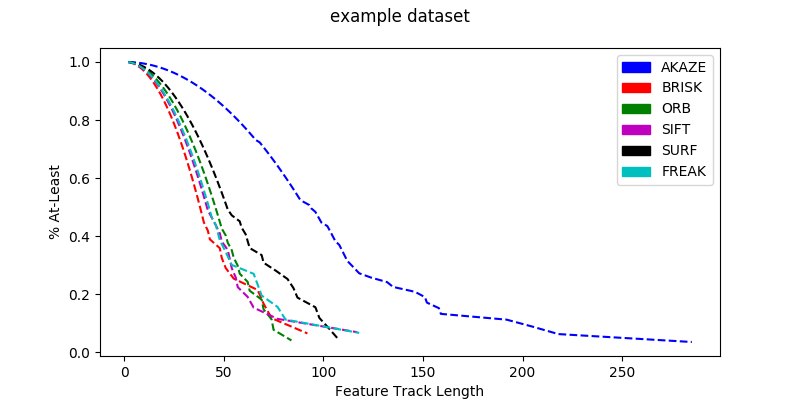 example dataset
1.0
0.8
0.6
0.4
0.2
0.0
% At-Least
0 50 100 150 200 250
Feature Track Length
AKAZE
BRISK
ORB
SIFT
SURF
FREAK